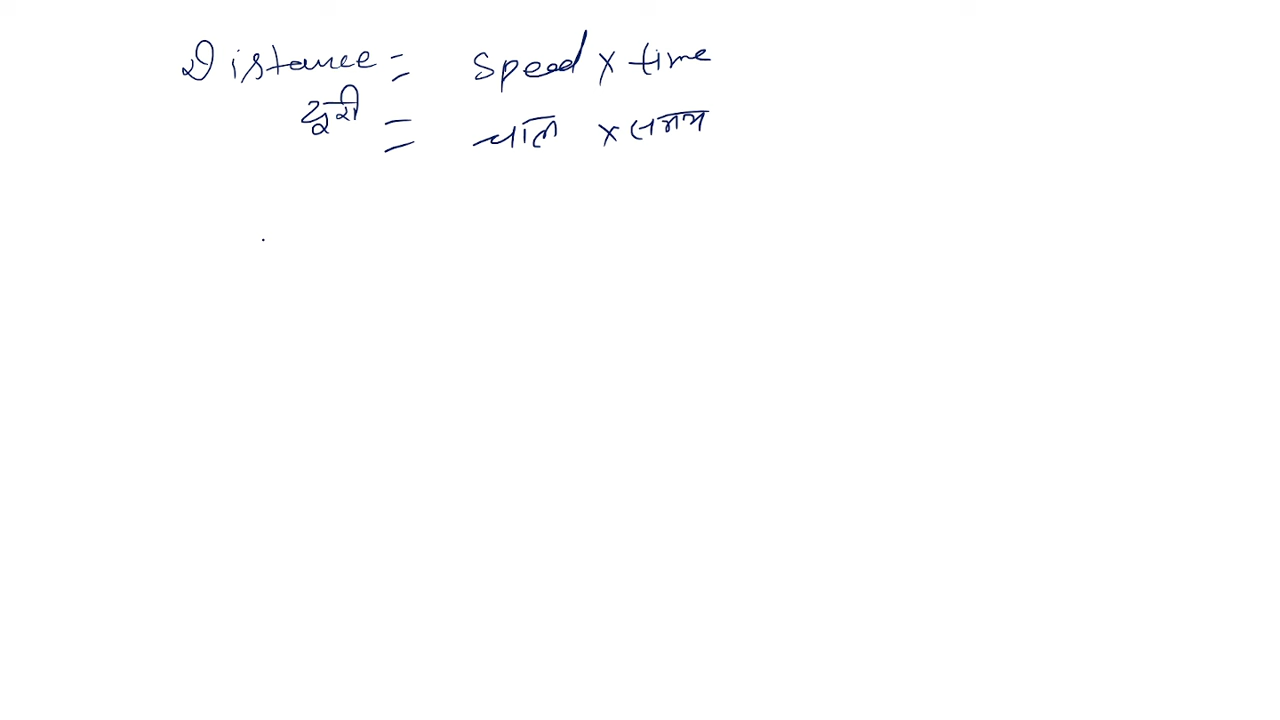 Distance = speed × time
दूरी = चाल × समय